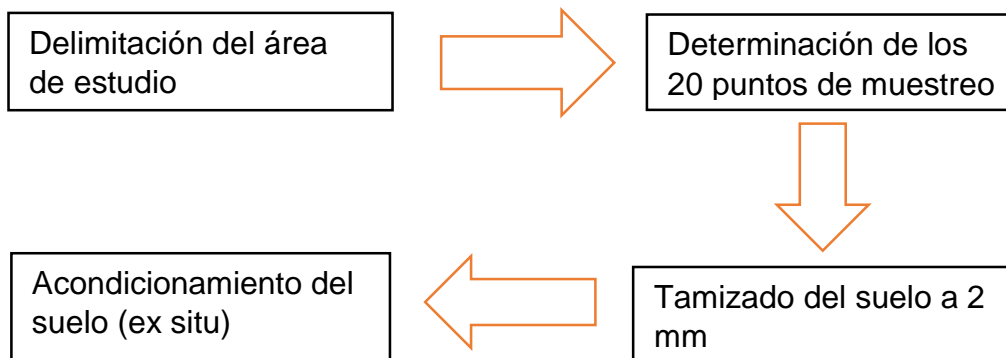 Delimitación del área
de estudio
Determinación de los
20 puntos de muestreo
Tamizado del suelo a 2
mm
Acondicionamiento del
suelo (ex situ)